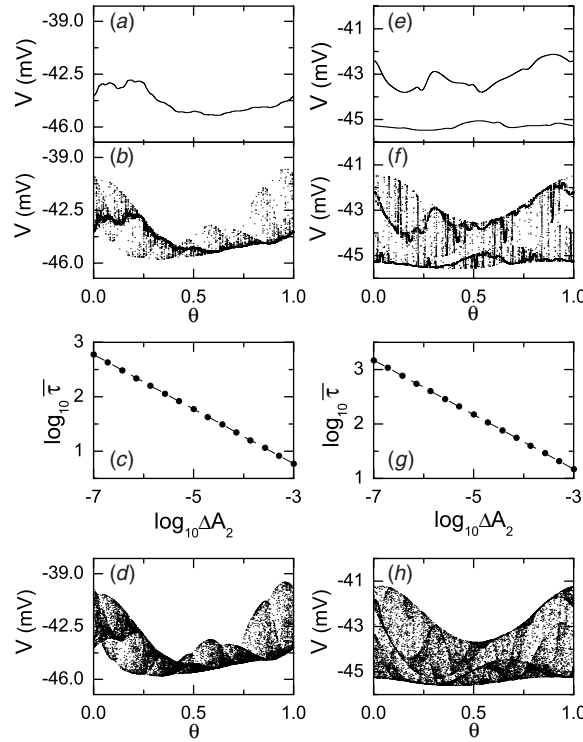 (a)
V (mV)
-39.0
-42.5
-46.0
(b)
V (mV)
-39.0
-42.5
-46.0
0.0 0.5 1.0
θ
(e)
V (mV)
-41
-43
-45
(f)
V (mV)
-41
-43
-45
0.0 0.5 1.0
θ
(c)
log10 τ̅
3
2
1
-7 -5 -3
log10ΔA2
(g)
log10 τ̅
3
2
1
-7 -5 -3
log10ΔA2
(d)
V (mV)
-39.0
-42.5
-46.0
0.0 0.5 1.0
θ
(h)
V (mV)
-41
-43
-45
0.0 0.5 1.0
θ